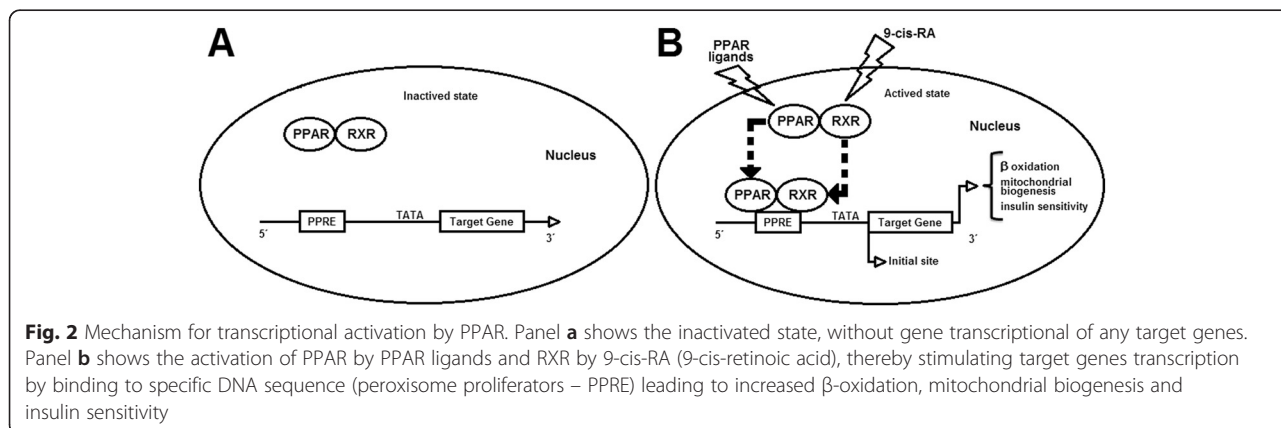 A
Inactived state
PPAR RXR
Nucleus
TATA
PPRE Target Gene
5´ 3´
B
9-cis-RA
PPAR
ligands
Actived state
PPAR RXR
Nucleus
β oxidation
mitochondrial
biogenesis
insulin sensitivity
PPAR RXR
PPRE TATA Target Gene
5´ 3´
Initial site
Fig. 2 Mechanism for transcriptional activation by PPAR. Panel a shows the inactivated state, without gene transcriptional of any target genes.
Panel b shows the activation of PPAR by PPAR ligands and RXR by 9-cis-RA (9-cis-retinoic acid), thereby stimulating target genes transcription
by binding to specific DNA sequence (peroxisome proliferators – PPRE) leading to increased β-oxidation, mitochondrial biogenesis and
insulin sensitivity